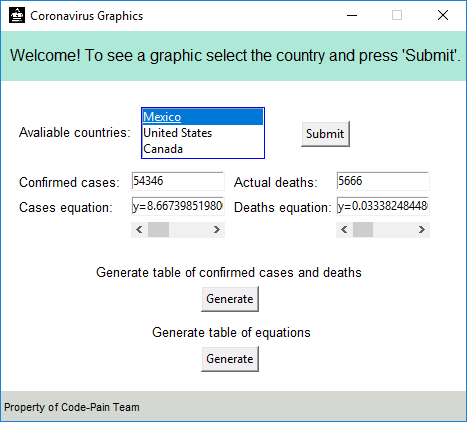 Coronavirus Graphics
Welcome! To see a graphic select the country and press 'Submit'.
Avaliable countries:
Mexico
United States
Canada
Submit
Confirmed cases: 54346 Actual deaths: 5666
Cases equation: y=8.66739851980 Deaths equation: y=0.0333824844
Generate table of confirmed cases and deaths
Generate
Generate table of equations
Generate
Property of Code-Pain Team